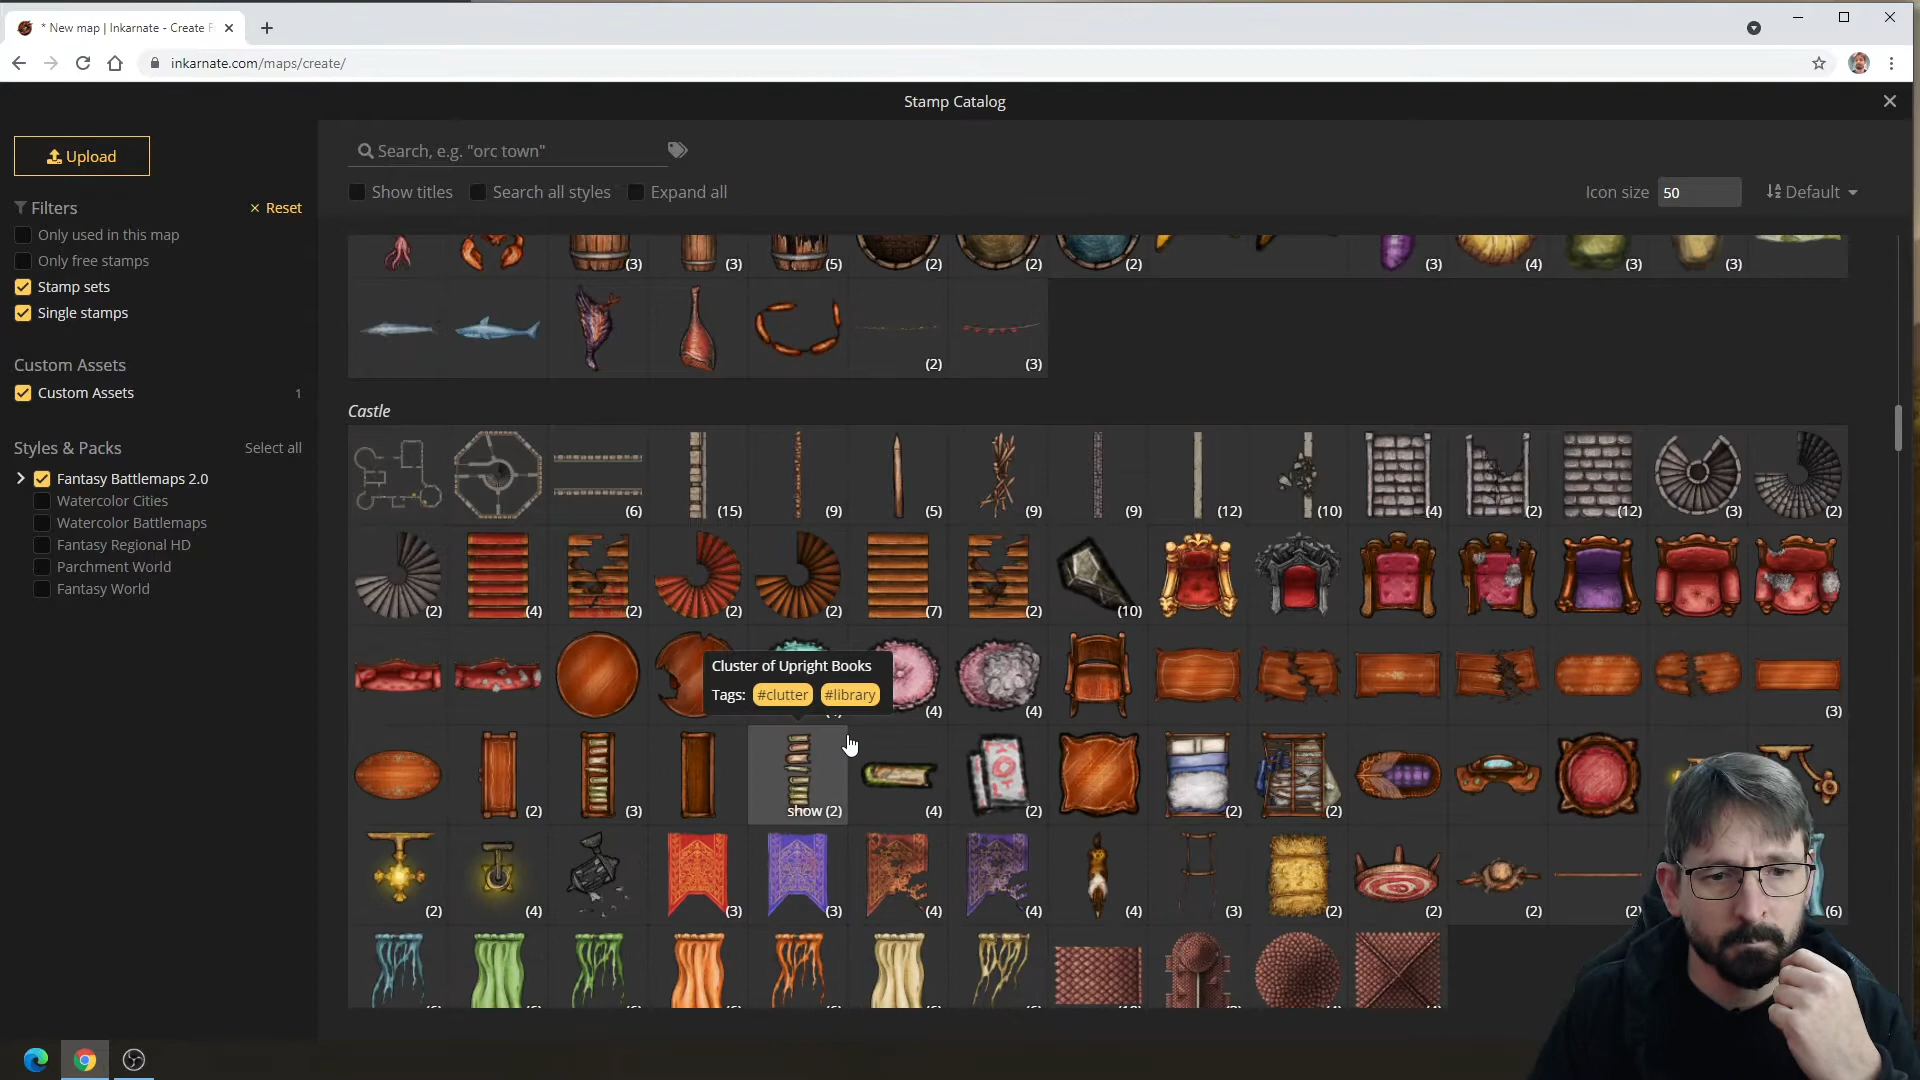 * New map | Inkarnate - Create F
inkarnate.com/maps/create/
Stamp Catalog
Upload
Search, e.g. "orc town"
Show titles
Search all styles
Expand all
Icon size
50
Default
Filters
Reset
Only used in this map
Only free stamps
Stamp sets
Single stamps
Custom Assets
Custom Assets
1
Styles & Packs
Select all
Fantasy Battlemaps 2.0
Watercolor Cities
Watercolor Battlemaps
Fantasy Regional HD
Parchment World
Fantasy World
(3) (3) (5) (2) (2) (2) (3) (4) (3) (3)
(2) (3)
Castle
(6) (15) (9) (5) (9) (9) (12) (10) (4) (2) (12) (3) (2)
(2) (4) (2) (2) (2) (7) (2) (10)
Cluster of Upright Books
Tags: #clutter #library
(4) (4) (3)
(2) (3) show (2) (4) (2) (2) (2)
(2) (4) (3) (3) (4) (4) (4) (3) (2) (2) (2) (2) (6)